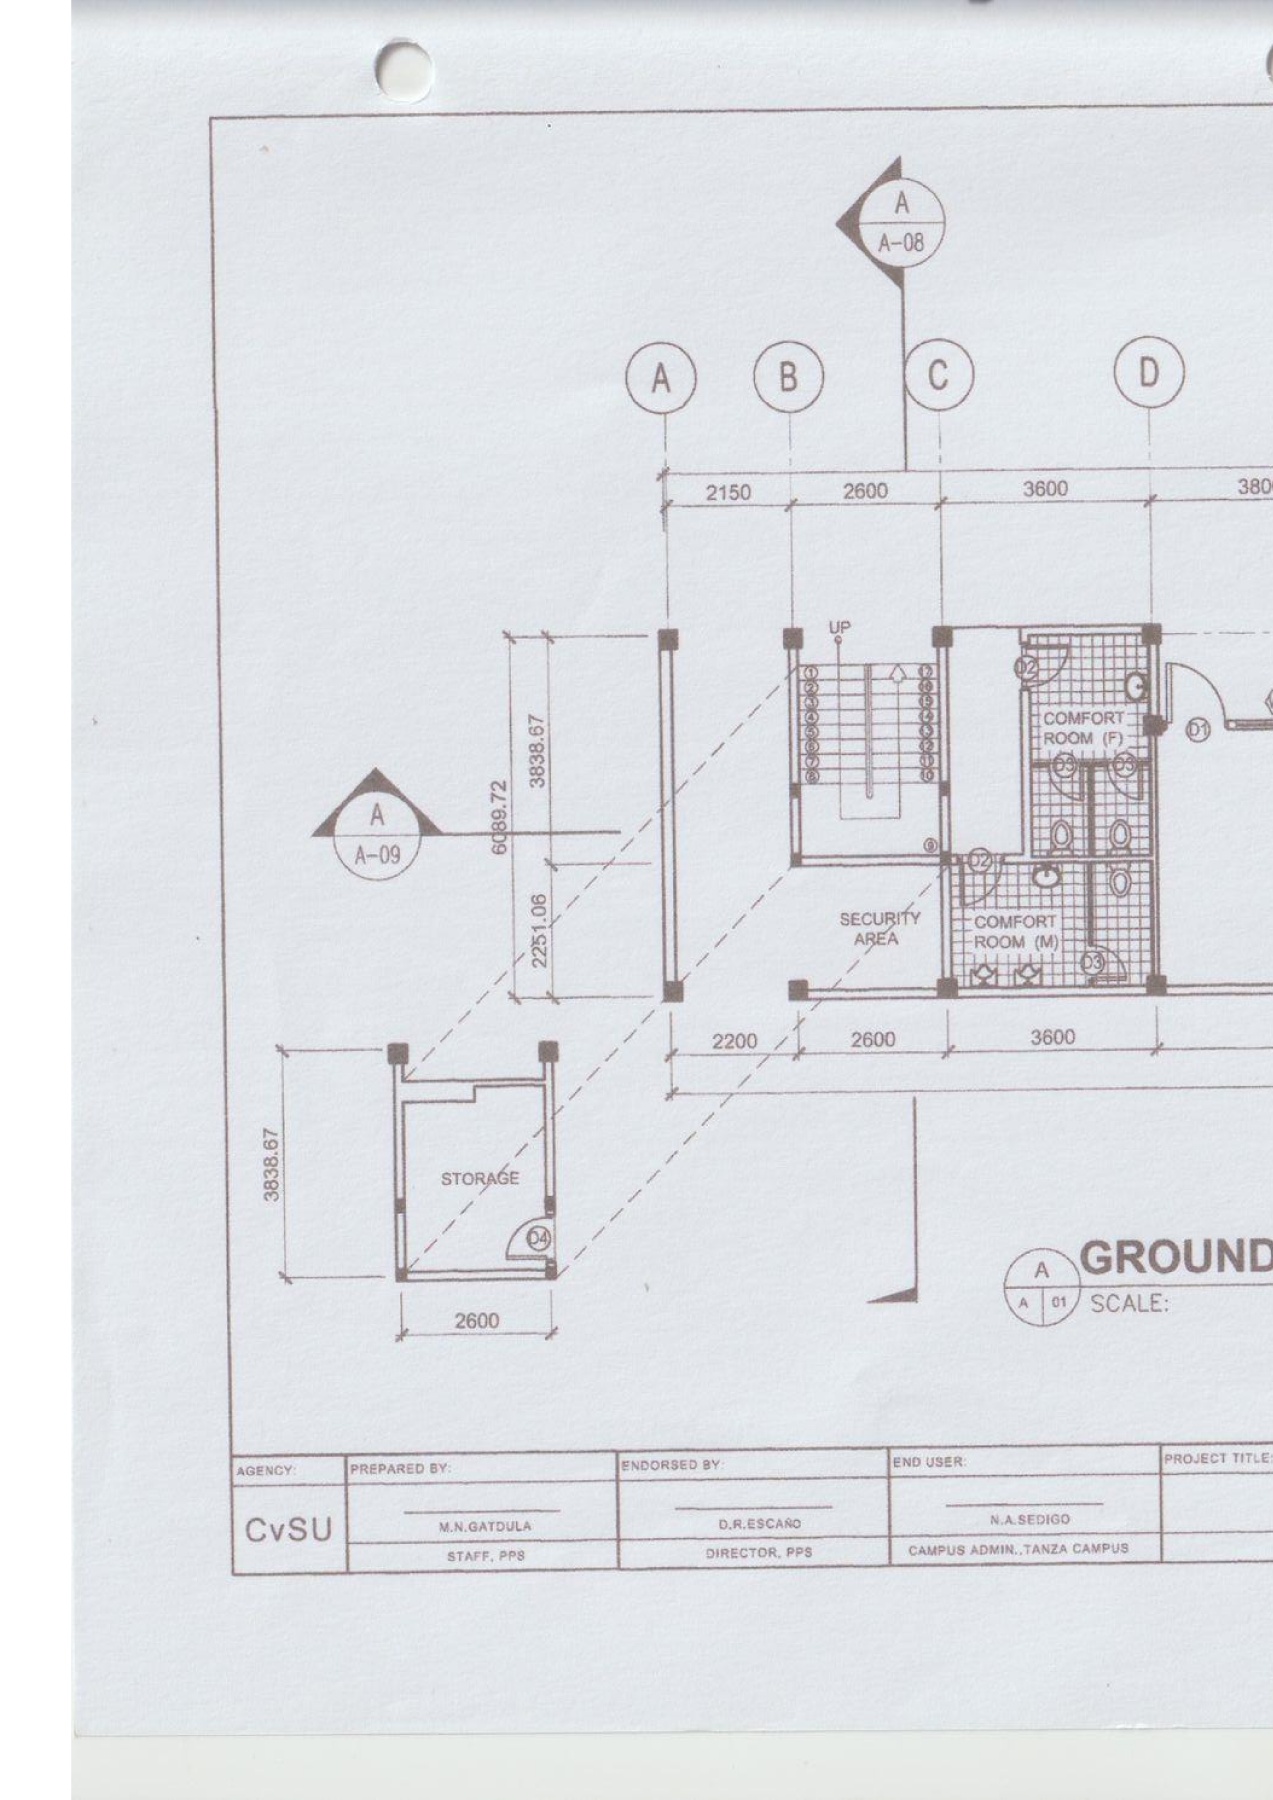 A
A-08
A
B
C
D
2150
2600
3600
380
UP
1
2
3
4
5
6
7
8
9
10
11
12
13
14
15
16
17
D2
COMFORT
ROOM (F)
D1
D3
D3
3838.67
6089.72
2251.06
A
A-09
D2
SECURITY
AREA
COMFORT
ROOM (M)
D3
2200
2600
3600
3838.67
STORAGE
D4
2600
A
A 01
GROUND
SCALE:
AGENCY:
CvSU
PREPARED BY:
M.N.GATDULA
STAFF, PPS
ENDORSED BY:
D.R.ESCAÑO
DIRECTOR, PPS
END USER:
N.A.SEDIGO
CAMPUS ADMIN.,TANZA CAMPUS
PROJECT TITLE: